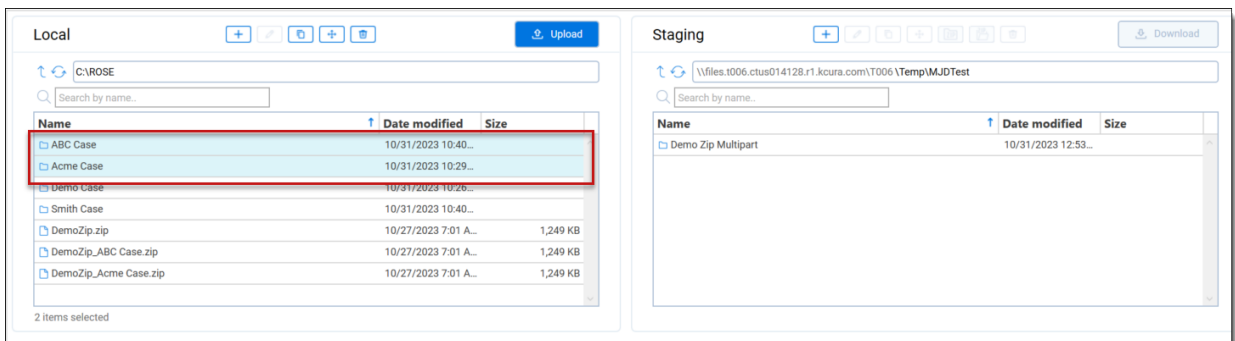 Local
Upload
C:\ROSE
Search by name..
Name Date modified Size
ABC Case 10/31/2023 10:40...
Acme Case 10/31/2023 10:29...
Demo Case 10/31/2023 10:26...
Smith Case 10/31/2023 10:40...
DemoZip.zip 10/27/2023 7:01 A... 1,249 KB
DemoZip_ABC Case.zip 10/27/2023 7:01 A... 1,249 KB
DemoZip_Acme Case.zip 10/27/2023 7:01 A... 1,249 KB
2 items selected
Staging
Download
\\files.t006.ctus014128.r1.kcura.com\T006\Temp\MJDTest
Search by name..
Name Date modified Size
Demo Zip Multipart 10/31/2023 12:53...